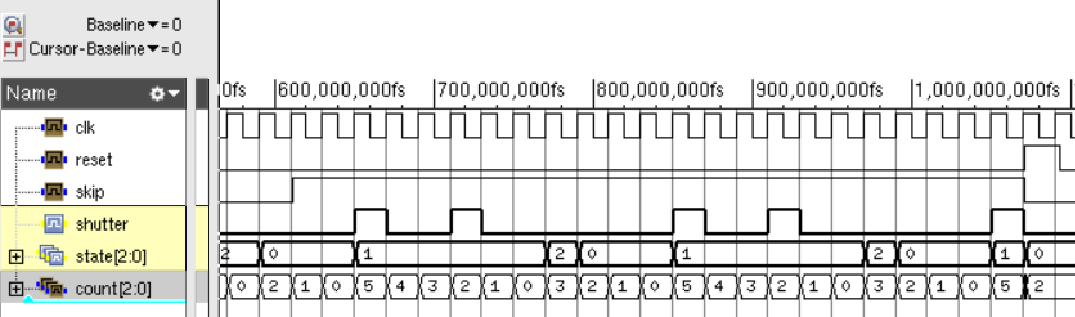 Baseline▼=0
Cursor-Baseline▼=0
Name
0fs 600,000,000fs 700,000,000fs 800,000,000fs 900,000,000fs 1,000,000,000fs
clk
reset
skip
shutter
state[2:0] 2 0 1 2 0 1 2 0 1 0
count[2:0] 0 2 1 0 5 4 3 2 1 0 3 2 1 0 5 4 3 2 1 0 3 2 1 0 5 2